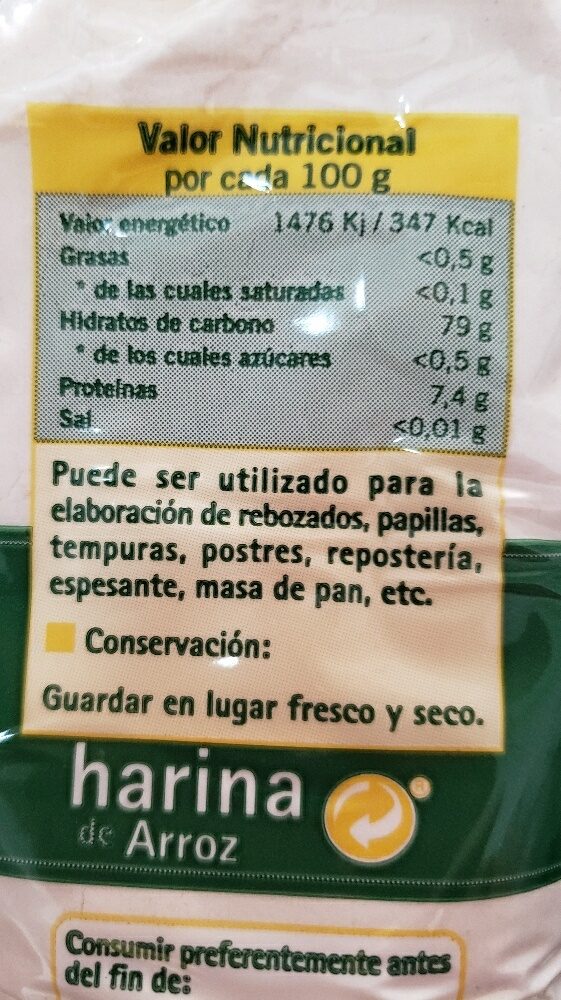 Valor Nutricional
por cada 100 g
Valor energético 1476 Kj / 347 Kcal
Grasas <0,5 g
* de las cuales saturadas <0,1 g
Hidratos de carbono 79 g
* de los cuales azúcares <0,5 g
Proteínas 7,4 g
Sal <0,01 g
Puede ser utilizado para la
elaboración de rebozados, papillas,
tempuras, postres, repostería,
espesante, masa de pan, etc.
Conservación:
Guardar en lugar fresco y seco.
harina
de Arroz
®
Consumir preferentemente antes
del fin de: